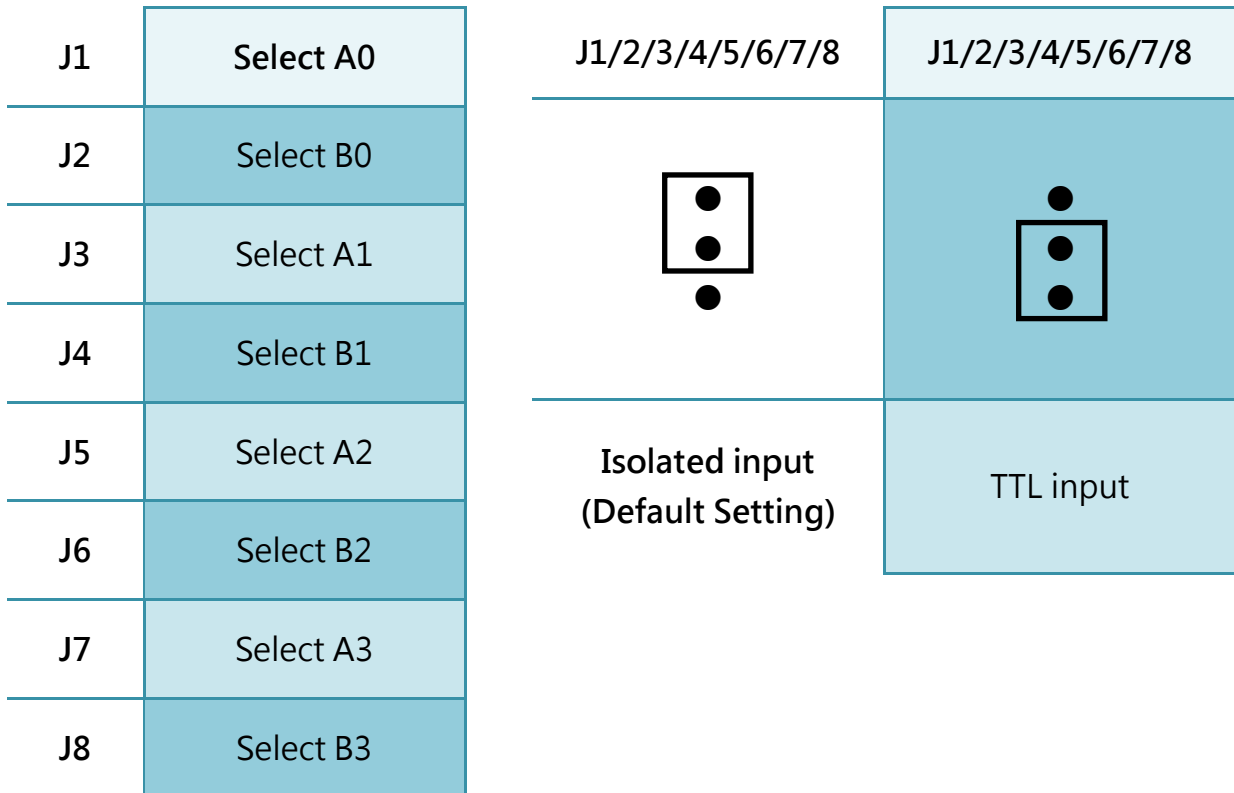 J1 Select A0
J2 Select B0
J3 Select A1
J4 Select B1
J5 Select A2
J6 Select B2
J7 Select A3
J8 Select B3
J1/2/3/4/5/6/7/8 J1/2/3/4/5/6/7/8
Isolated input
(Default Setting)
TTL input